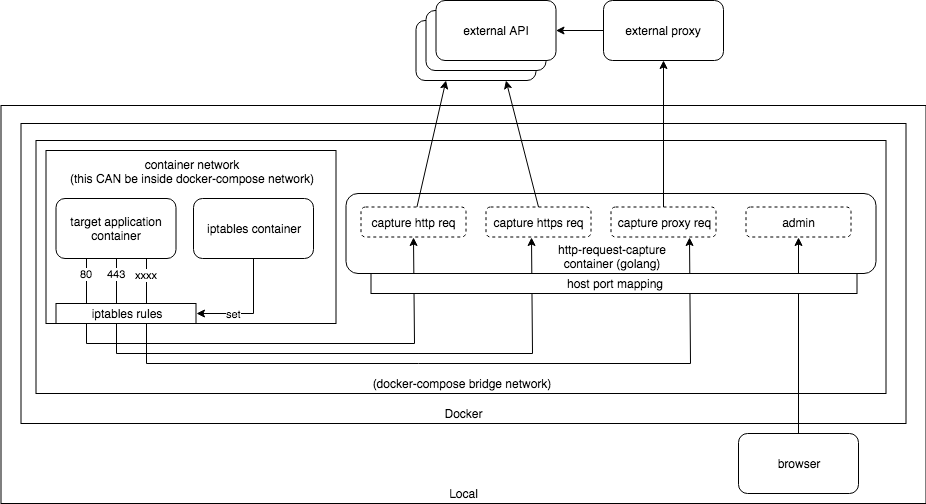 external API
external proxy
container network
(this CAN be inside docker-compose network)
target application
container
iptables container
80
443
xxxx
iptables rules
set
capture http req
capture https req
capture proxy req
admin
http-request-capture
container (golang)
host port mapping
(docker-compose bridge network)
Docker
browser
Local